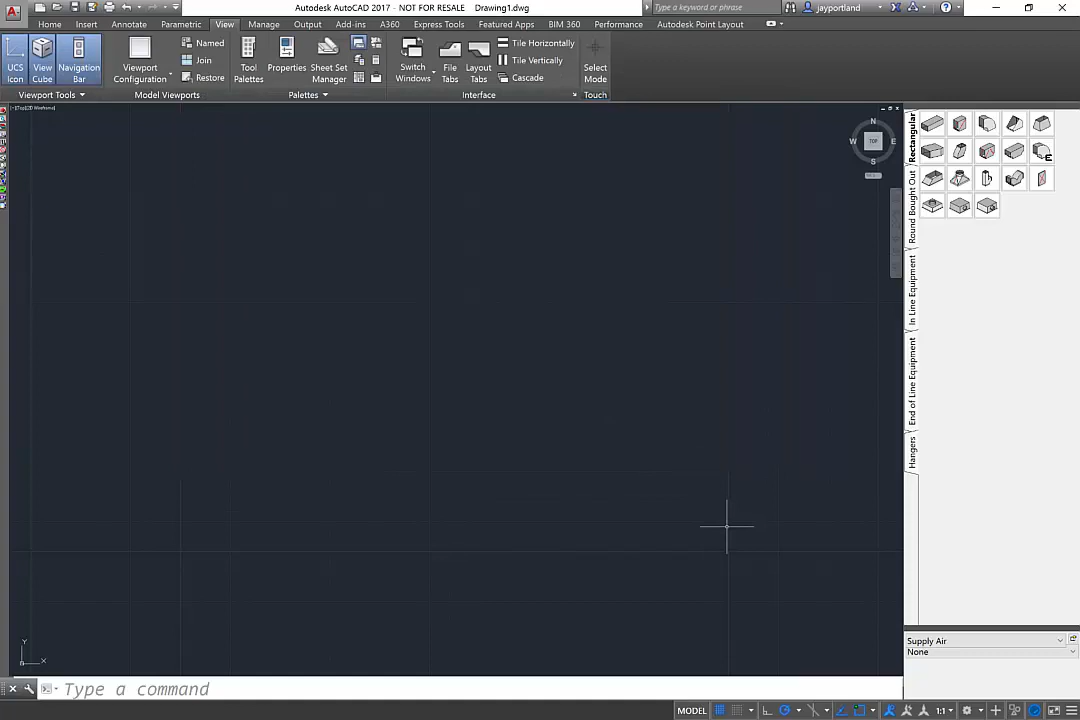 Autodesk AutoCAD 2017 - NOT FOR RESALE Drawing1.dwg
Type a keyword or phrase
jayportland
Home Insert Annotate Parametric View Manage Output Add-ins A360 Express Tools Featured Apps BIM 360 Performance Autodesk Point Layout
UCS Icon
View Cube
Navigation Bar
Viewport Configuration
Named
Join
Restore
Tool Palettes
Properties
Sheet Set Manager
Switch Windows
File Tabs
Layout Tabs
Tile Horizontally
Tile Vertically
Cascade
Select Mode
Viewport Tools Model Viewports Palettes Interface Touch
[-][Top][2D Wireframe]
N
W TOP E
S
Rectangular
Round Bought Out
In Line Equipment
End of Line Equipment
Hangers
E
Y
X
Supply Air
None
Type a command
MODEL 1:1